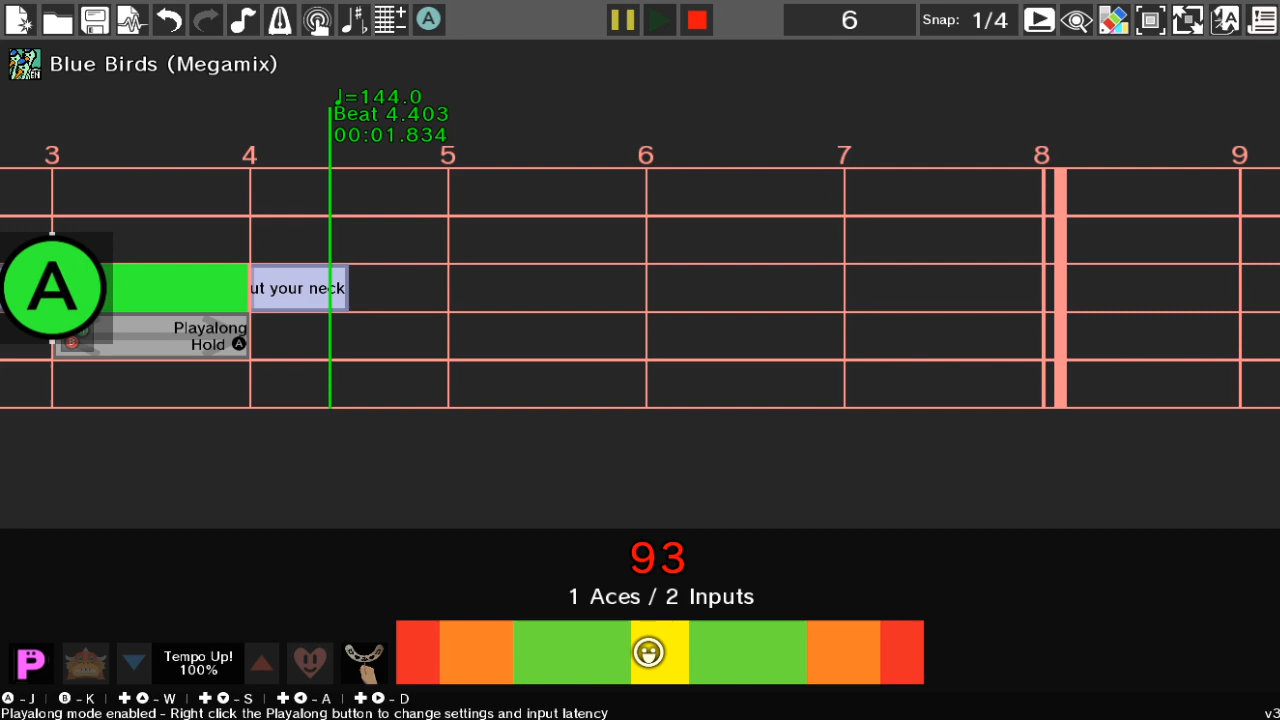 A
6
Snap: 1/4
A
Blue Birds (Megamix)
♩=144.0
Beat 4.403
00:01.834
3 4 5 6 7 8 9
A
ut your neck
Playalong
Hold A
93
1 Aces / 2 Inputs
P
Tempo Up!
100%
A - J | B - K | ✚▲ - W | ✚▼ - S | ✚◀ - A | ✚▶ - D
Playalong mode enabled - Right click the Playalong button to change settings and input latency
v3